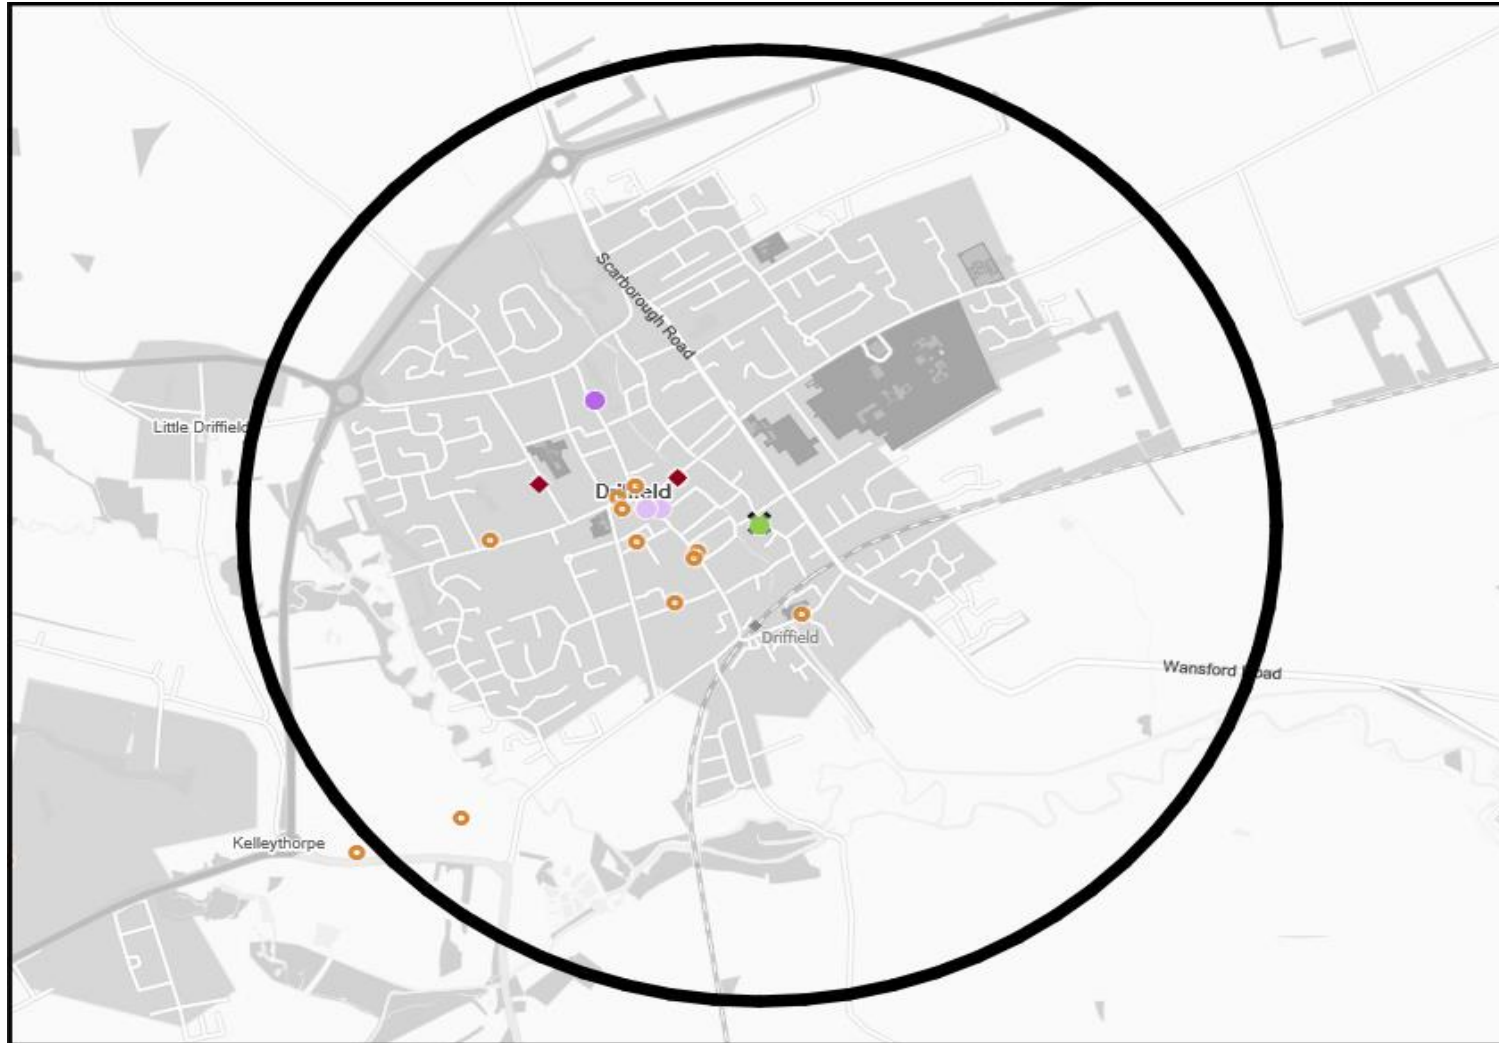 Scarborough Road
Little Driffield
Driffield
Driffield
Wansford Road
Kelleythorpe